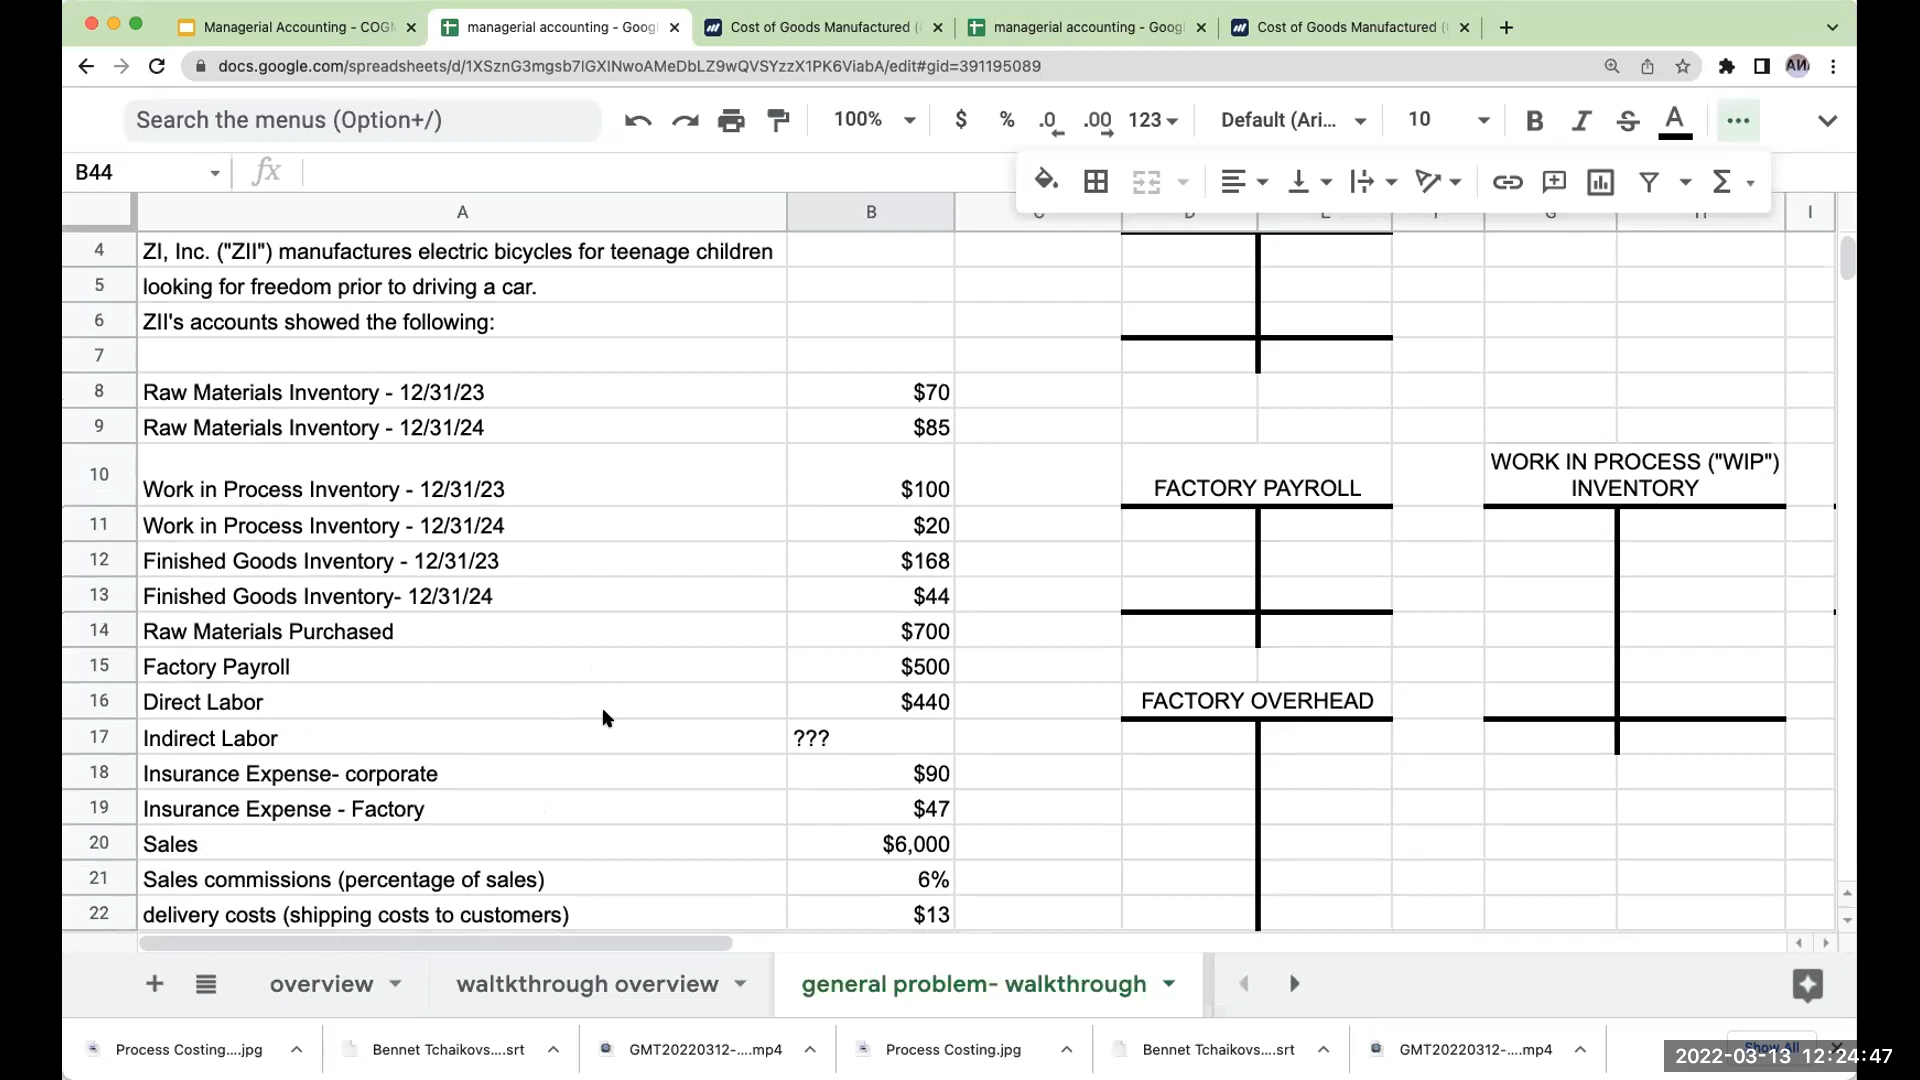 Managerial Accounting - COGM
managerial accounting - Googl
Cost of Goods Manufactured (
managerial accounting - Googl
Cost of Goods Manufactured (
docs.google.com/spreadsheets/d/1XSznG3mgsb7lGXlNwoAMeDbLZ9wQVSYzzX1PK6ViabA/edit#gid=391195089
Search the menus (Option+/)
100%
$ % .0 .00 123
Default (Ari...
10
B I S A
B44
fx
A B
4 ZI, Inc. ("ZII") manufactures electric bicycles for teenage children
5 looking for freedom prior to driving a car.
6 ZII's accounts showed the following:
7
8 Raw Materials Inventory - 12/31/23 $70
9 Raw Materials Inventory - 12/31/24 $85
10 Work in Process Inventory - 12/31/23 $100
11 Work in Process Inventory - 12/31/24 $20
12 Finished Goods Inventory - 12/31/23 $168
13 Finished Goods Inventory- 12/31/24 $44
14 Raw Materials Purchased $700
15 Factory Payroll $500
16 Direct Labor $440
17 Indirect Labor ???
18 Insurance Expense- corporate $90
19 Insurance Expense - Factory $47
20 Sales $6,000
21 Sales commissions (percentage of sales) 6%
22 delivery costs (shipping costs to customers) $13
FACTORY PAYROLL
WORK IN PROCESS ("WIP")
INVENTORY
FACTORY OVERHEAD
I
overview
waltkthrough overview
general problem- walkthrough
Process Costing....jpg
Bennet Tchaikovs....srt
GMT20220312-....mp4
Process Costing.jpg
Bennet Tchaikovs....srt
GMT20220312-....mp4
Show All
2022-03-13 12:24:47